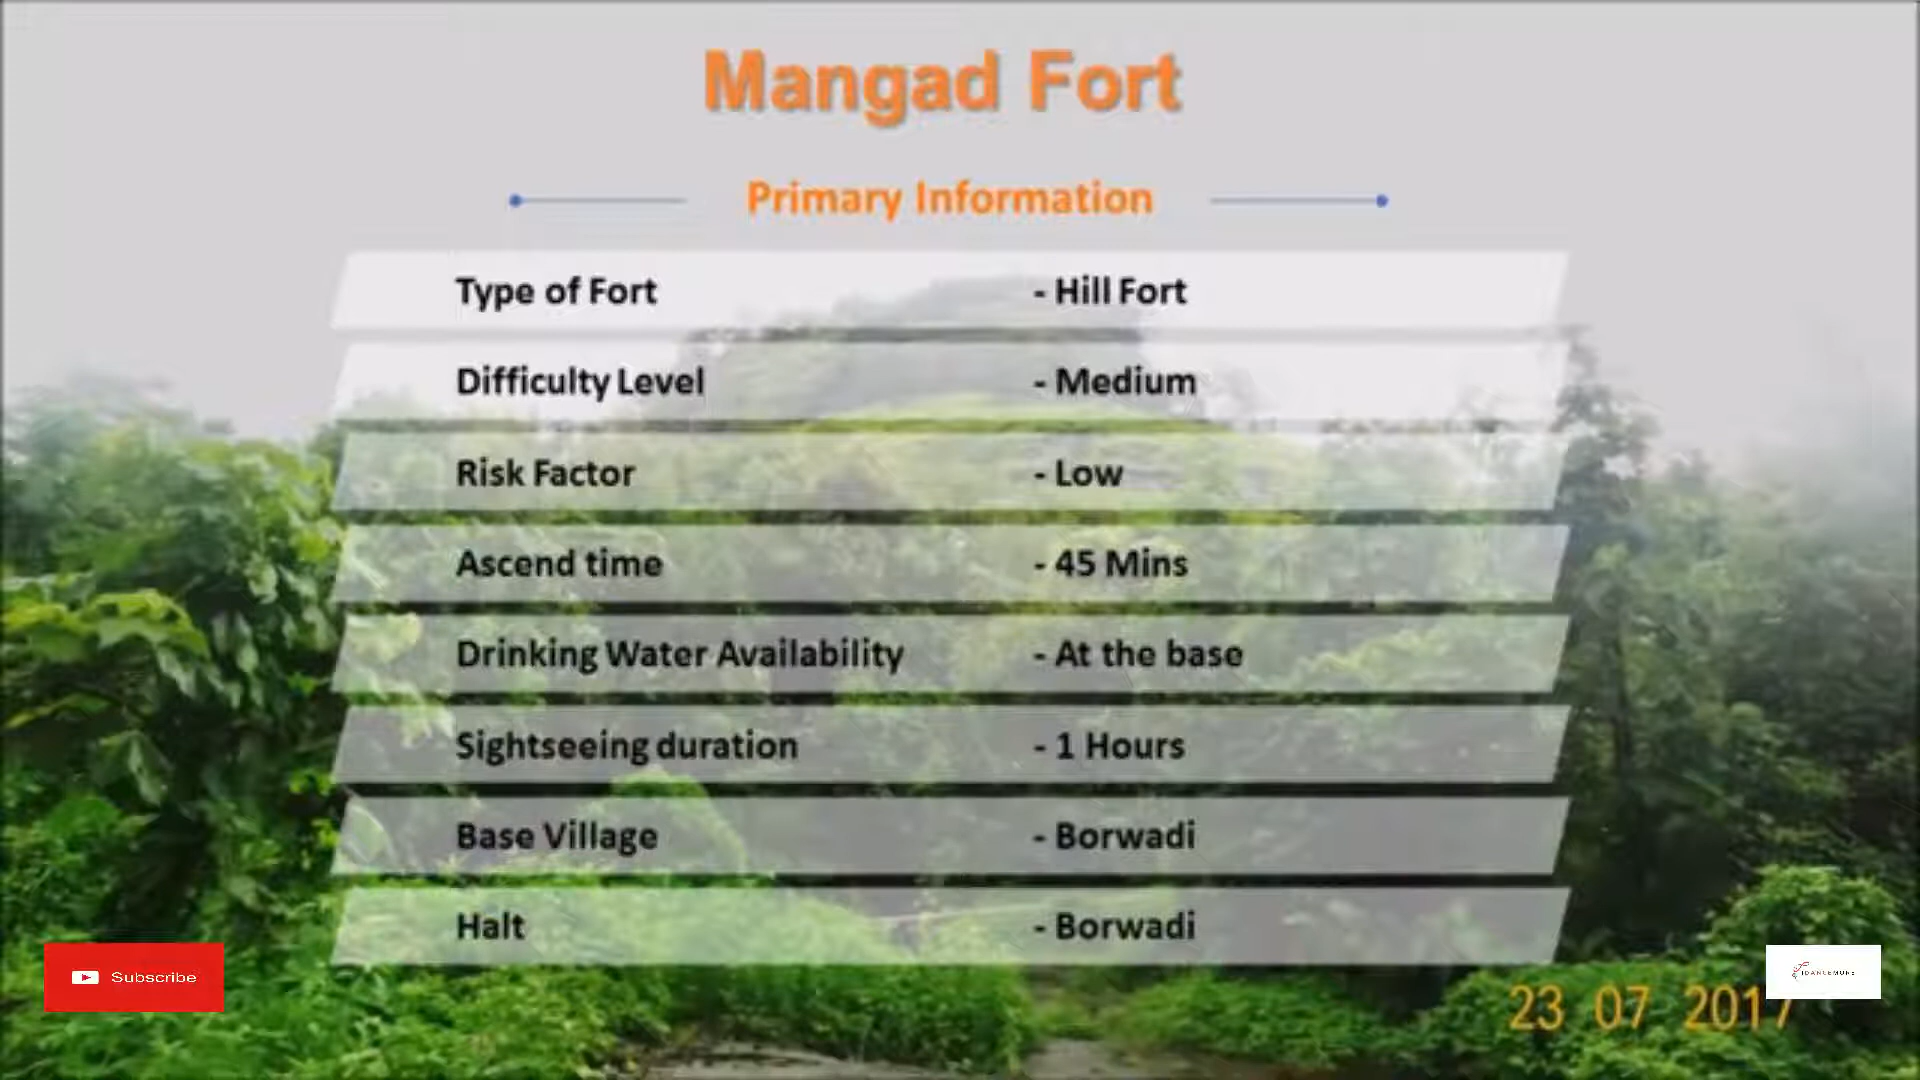 Mangad Fort
Primary Information
Type of Fort - Hill Fort
Difficulty Level - Medium
Risk Factor - Low
Ascend time - 45 Mins
Drinking Water Availability - At the base
Sightseeing duration - 1 Hours
Base Village - Borwadi
Halt - Borwadi
Subscribe
23 07 2017